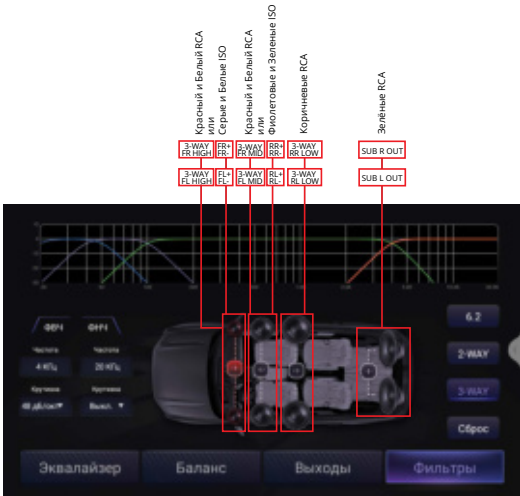 Красный и Белый RCA
или
Серые и Белые ISO
Красный и Белый RCA
или
Фиолетовые и Зеленые ISO
Коричневые RCA
Зелёные RCA
3-WAY
FR HIGH
FR+
FR-
3-WAY
FR MID
RR+
RR-
3-WAY
RR LOW
SUB R OUT
3-WAY
FL HIGH
FL+
FL-
3-WAY
FL MID
RL+
RL-
3-WAY
RL LOW
SUB L OUT
ФВЧ
ФНЧ
Частота
Частота
4 КГц
20 КГц
Крутизна
Крутизна
48 дБ/окт
Выкл.
6.2
2-WAY
3-WAY
Сброс
Эквалайзер
Баланс
Выходы
Фильтры